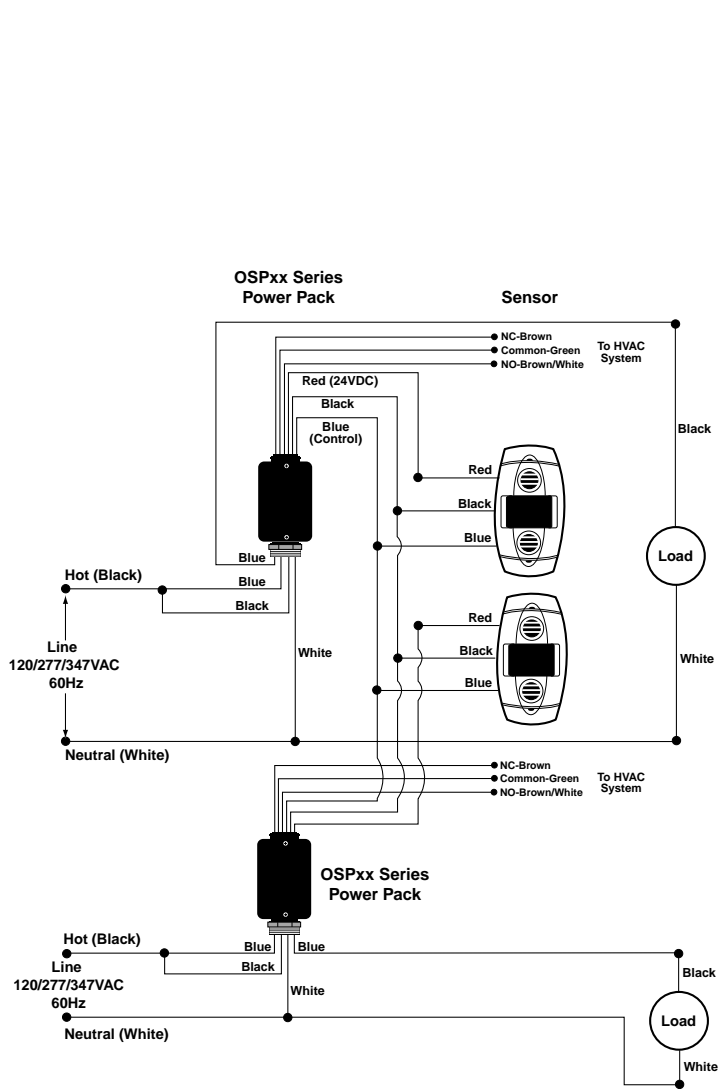 OSPxx Series
Power Pack
Sensor
NC-Brown
Common-Green
NO-Brown/White
To HVAC
System
Red (24VDC)
Black
Blue
(Control)
Black
Red
Black
Blue
Load
Blue
Hot (Black)
Blue
Black
Line
120/277/347VAC
60Hz
White
Red
Black
Blue
White
Neutral (White)
NC-Brown
Common-Green
NO-Brown/White
To HVAC
System
OSPxx Series
Power Pack
Hot (Black)
Blue
Blue
Line
120/277/347VAC
60Hz
Black
White
Black
Load
Neutral (White)
White